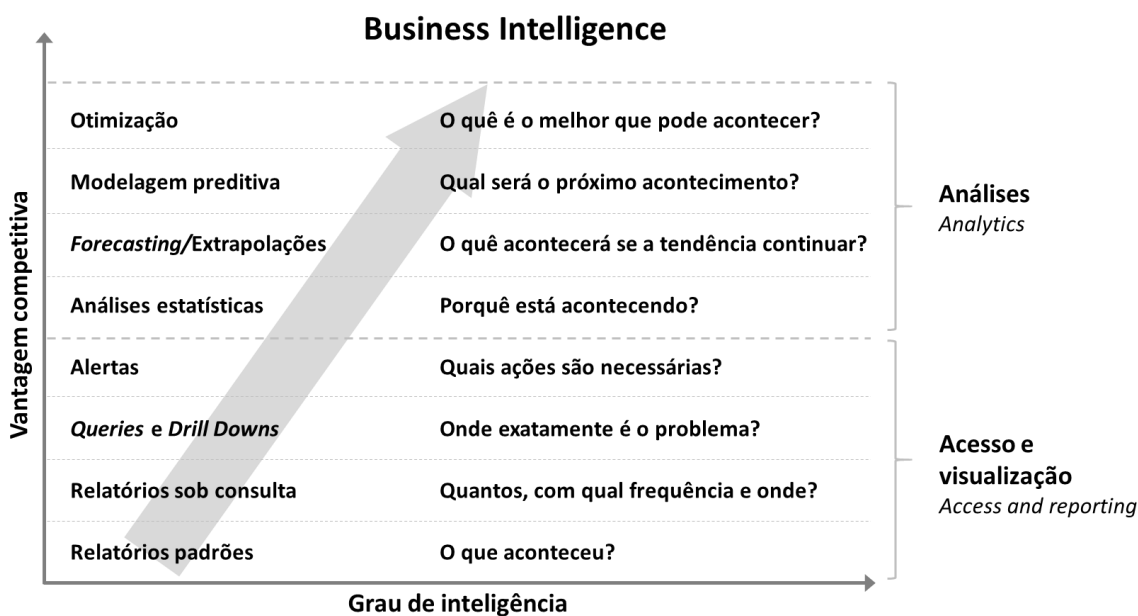 Business Intelligence
Vantagem competitiva
Otimização
O quê é o melhor que pode acontecer?
Modelagem preditiva
Qual será o próximo acontecimento?
Forecasting/Extrapolações
O quê acontecerá se a tendência continuar?
Análises estatísticas
Porquê está acontecendo?
Análises
Analytics
Alertas
Quais ações são necessárias?
Queries e Drill Downs
Onde exatamente é o problema?
Relatórios sob consulta
Quantos, com qual frequência e onde?
Relatórios padrões
O que aconteceu?
Acesso e
visualização
Access and reporting
Grau de inteligência